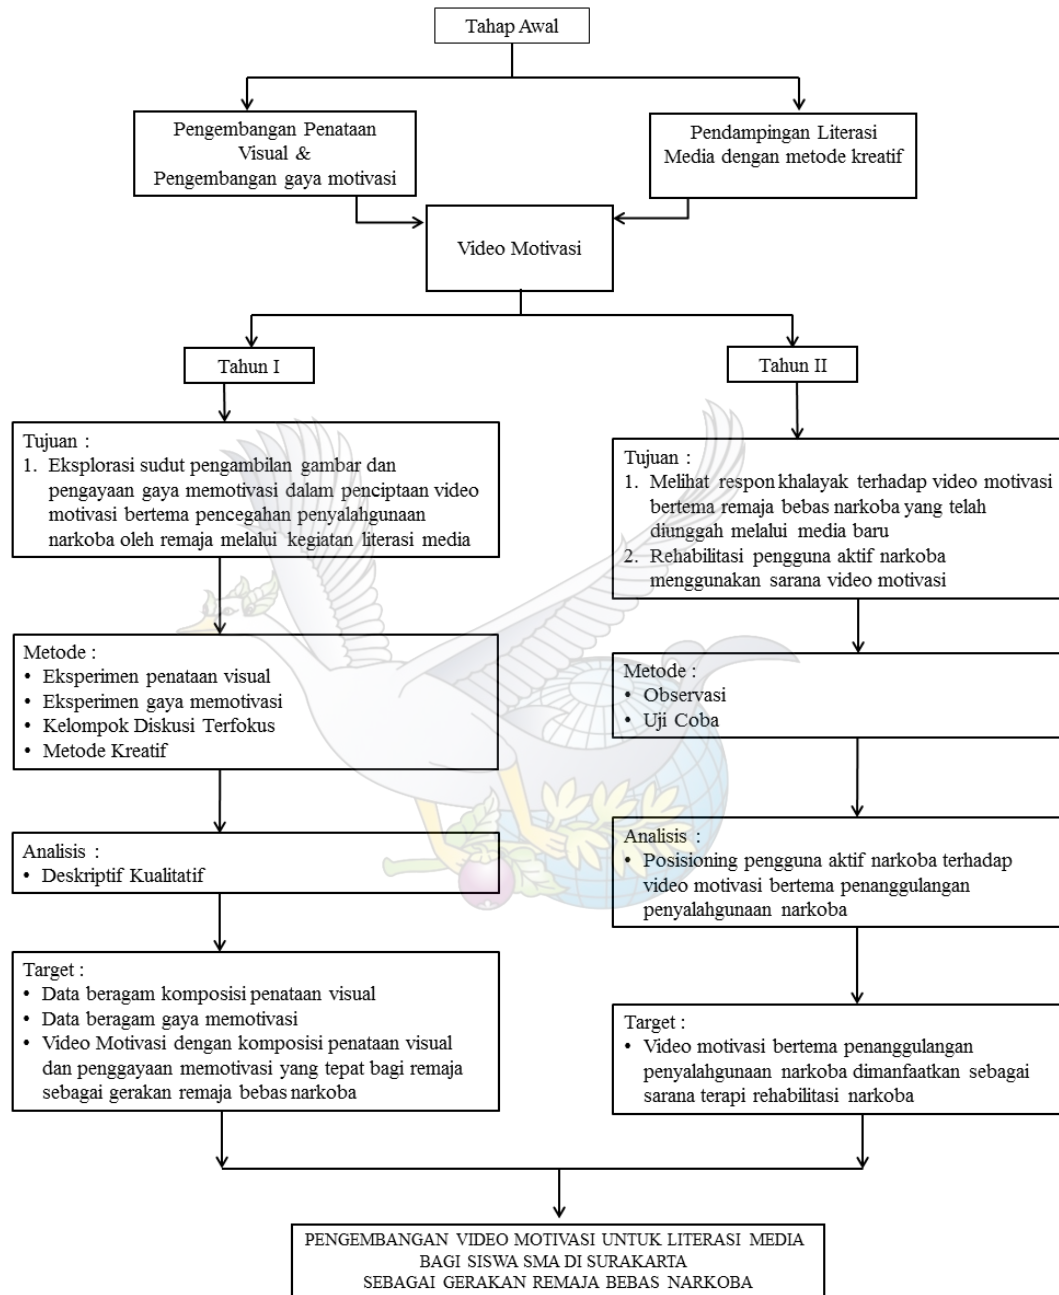 Tahap Awal
Pengembangan Penataan
Visual &
Pengembangan gaya motivasi
Pendampingan Literasi
Media dengan metode kreatif
Video Motivasi
Tahun I
Tujuan :
1. Eksplorasi sudut pengambilan gambar dan
pengayaan gaya memotivasi dalam penciptaan video
motivasi bertema pencegahan penyalahgunaan
narkoba oleh remaja melalui kegiatan literasi media
Metode :
• Eksperimen penataan visual
• Eksperimen gaya memotivasi
• Kelompok Diskusi Terfokus
• Metode Kreatif
Analisis :
• Deskriptif Kualitatif
Target :
• Data beragam komposisi penataan visual
• Data beragam gaya memotivasi
• Video Motivasi dengan komposisi penataan visual
dan penggayaan memotivasi yang tepat bagi remaja
sebagai gerakan remaja bebas narkoba
Tahun II
Tujuan :
1. Melihat respon khalayak terhadap video motivasi
bertema remaja bebas narkoba yang telah
diunggah melalui media baru
2. Rehabilitasi pengguna aktif narkoba
menggunakan sarana video motivasi
Metode :
• Observasi
• Uji Coba
Analisis :
• Posisioning pengguna aktif narkoba terhadap
video motivasi bertema penanggulangan
penyalahgunaan narkoba
Target :
• Video motivasi bertema penanggulangan
penyalahgunaan narkoba dimanfaatkan sebagai
sarana terapi rehabilitasi narkoba
PENGEMBANGAN VIDEO MOTIVASI UNTUK LITERASI MEDIA
BAGI SISWA SMA DI SURAKARTA
SEBAGAI GERAKAN REMAJA BEBAS NARKOBA